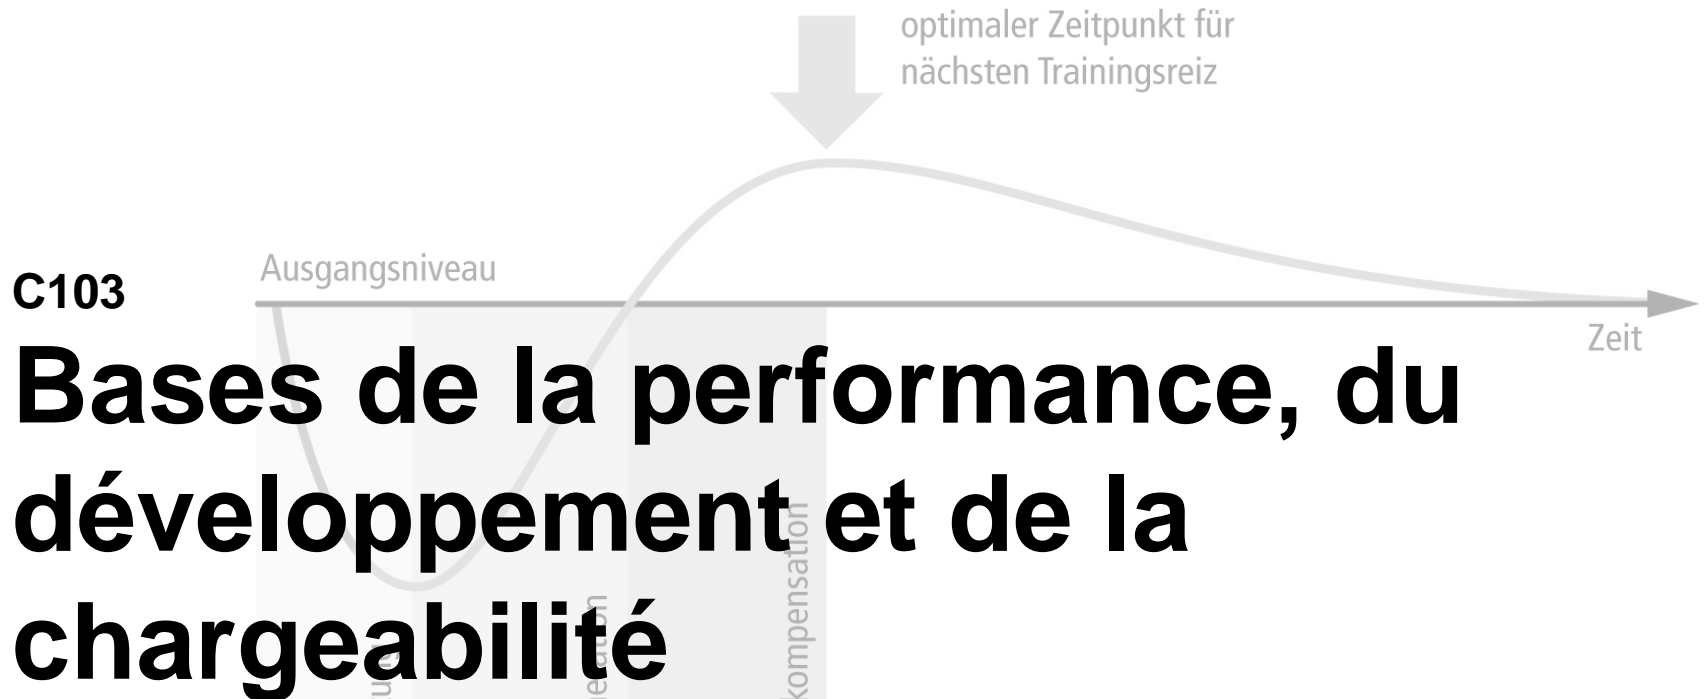 optimaler Zeitpunkt für
nächsten Trainingsreiz
Ausgangsniveau
C103
Zeit
Bases de la performance, du
développement et de la
chargeabilité
kompensation